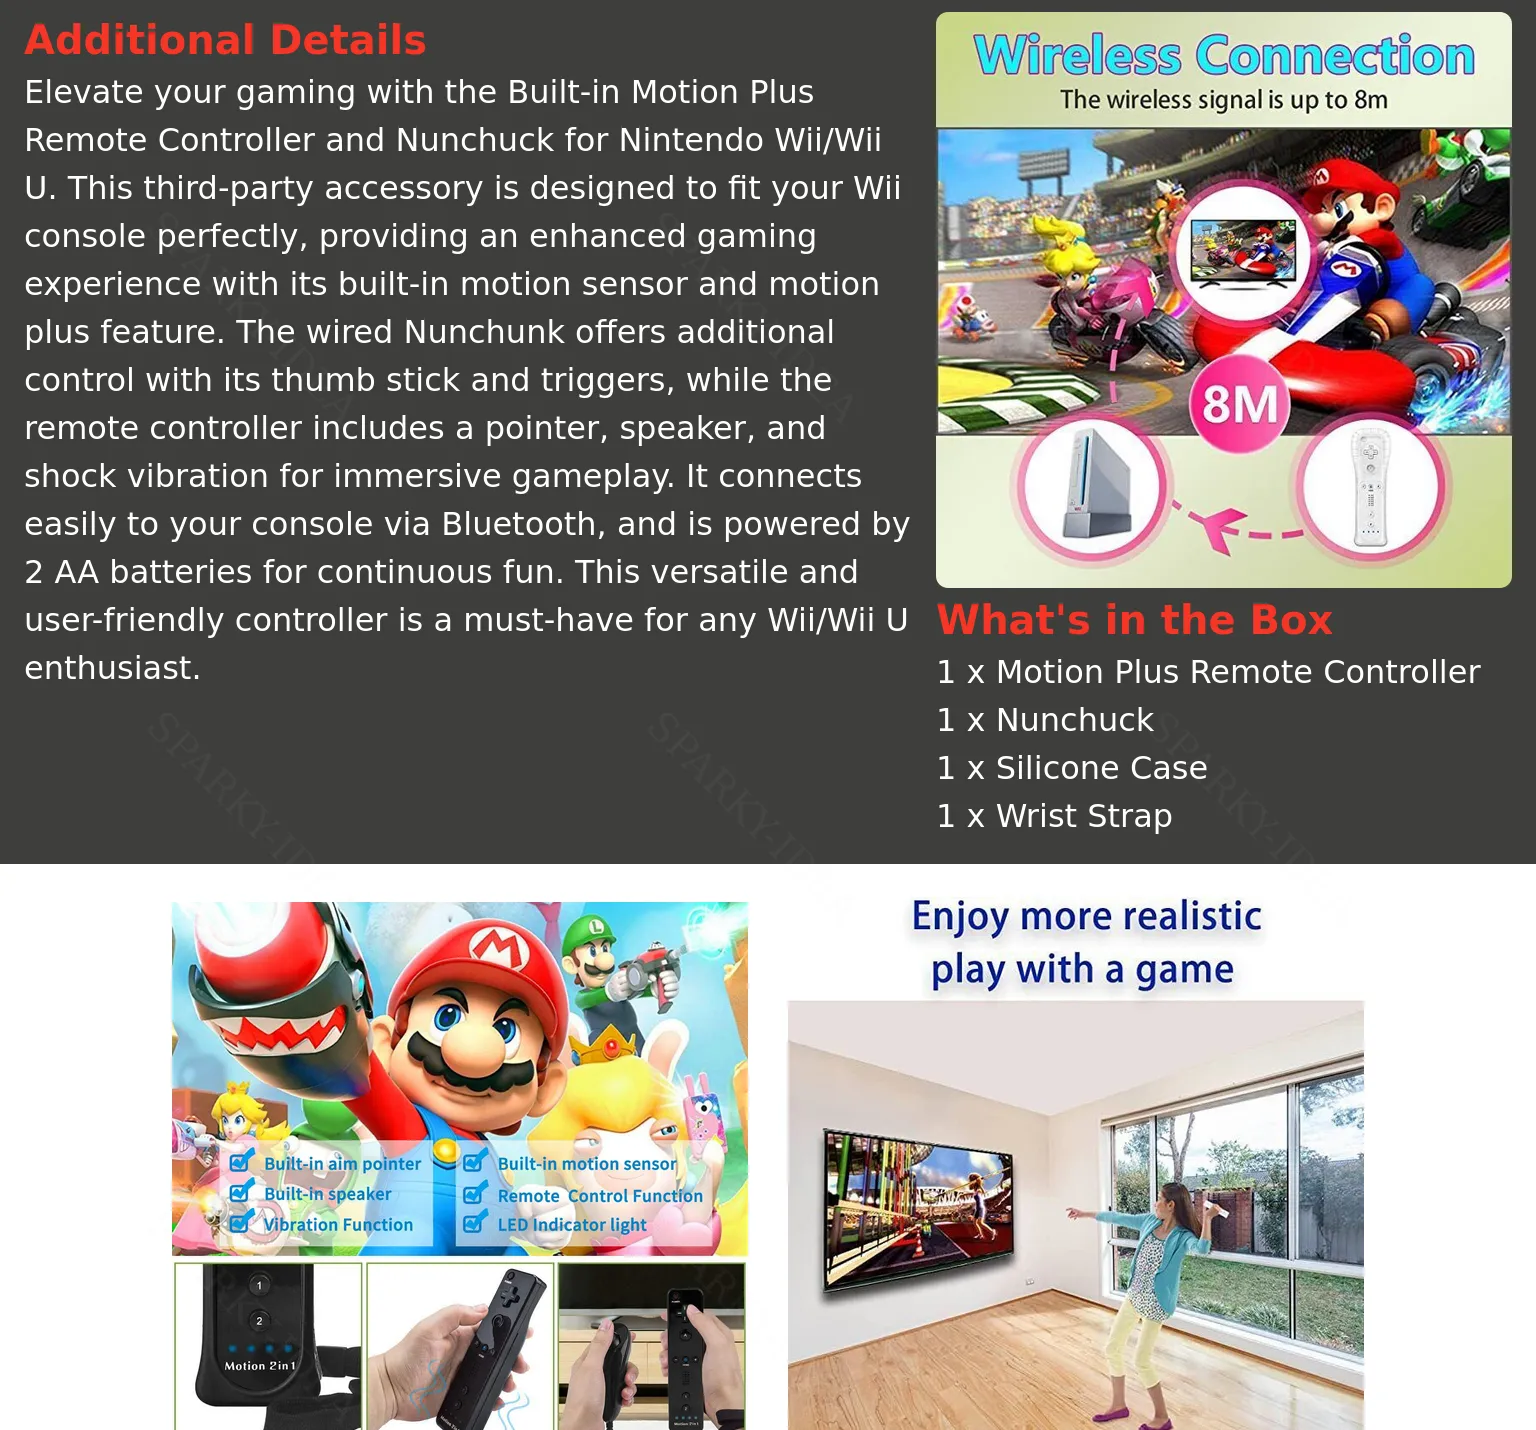 Additional Details
Elevate your gaming with the Built-in Motion Plus
Remote Controller and Nunchuck for Nintendo Wii/Wii
U. This third-party accessory is designed to fit your Wii
console perfectly, providing an enhanced gaming
experience with its built-in motion sensor and motion
plus feature. The wired Nunchunk offers additional
control with its thumb stick and triggers, while the
remote controller includes a pointer, speaker, and
shock vibration for immersive gameplay. It connects
easily to your console via Bluetooth, and is powered by
2 AA batteries for continuous fun. This versatile and
user-friendly controller is a must-have for any Wii/Wii U
enthusiast.
Wireless Connection
The wireless signal is up to 8m
8M
What's in the Box
1 x Motion Plus Remote Controller
1 x Nunchuck
1 x Silicone Case
1 x Wrist Strap
Built-in aim pointer
Built-in speaker
Vibration Function
Built-in motion sensor
Remote Control Function
LED Indicator light
1
2
Motion 2in1
Enjoy more realistic
play with a game